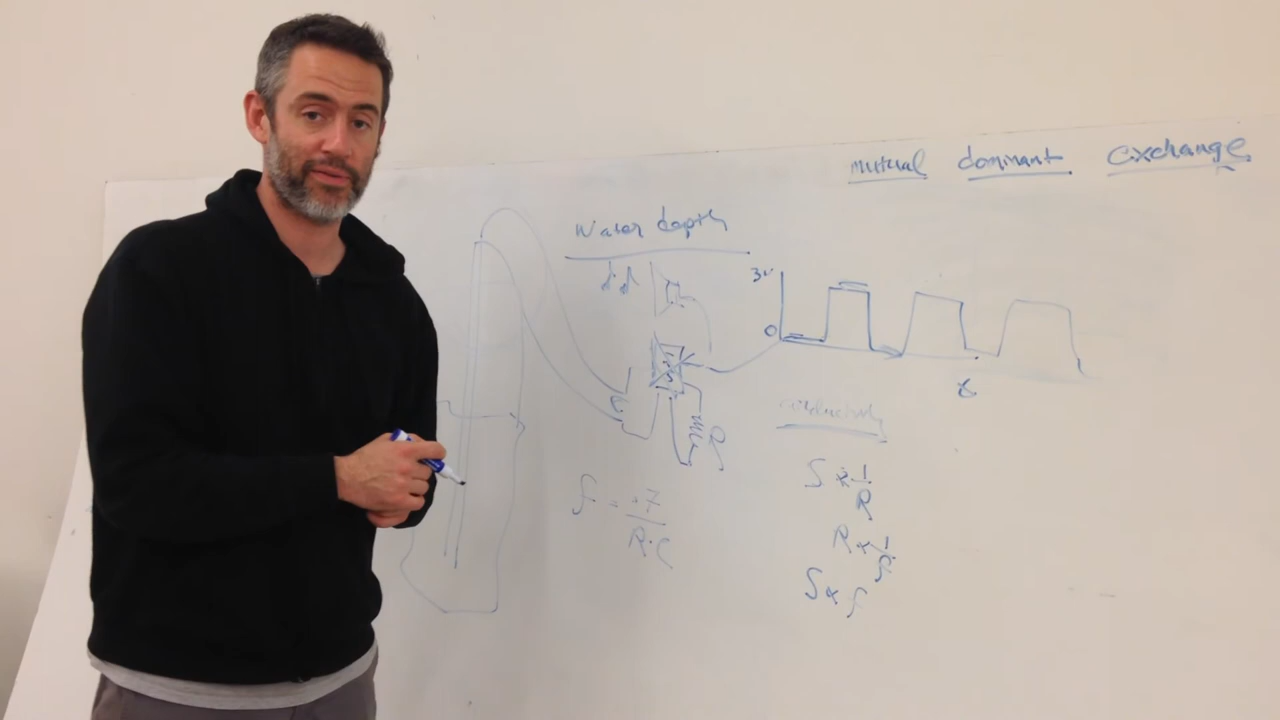 mutual dominant exchange
Water depth
3v
0
R
f = .7
R·C
S ∝ 1
R
R ∝ 1
f
S ∝ f